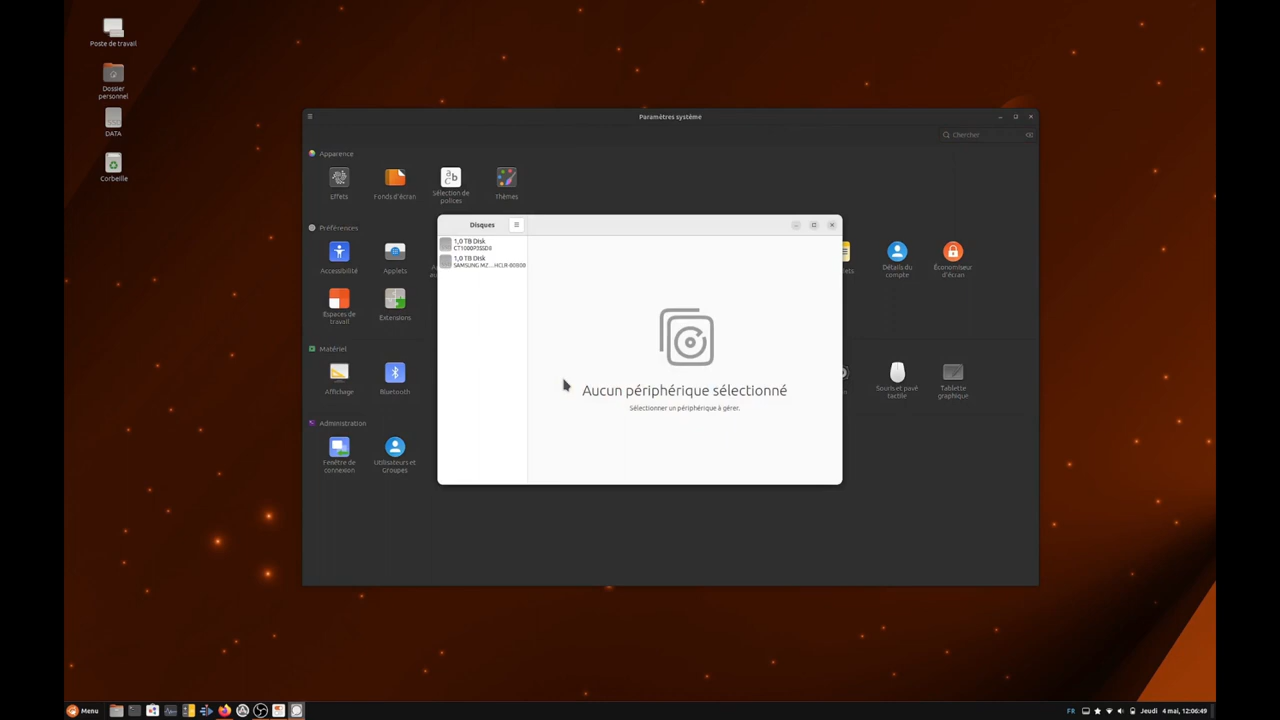 Poste de travail
Dossier
personnel
DATA
Corbeille
Paramètres système
Chercher
Apparence
Effets
Fonds d'écran
Sélection de
polices
Thèmes
Préférences
Accessibilité
Applets
Détails du
compte
Économiseur
d'écran
Espaces de
travail
Extensions
Matériel
Affichage
Bluetooth
Souris et pavé
tactile
Tablette
graphique
Administration
Fenêtre de
connexion
Utilisateurs et
Groupes
Disques
1,0 TB Disk
CT1000P3SSD8
1,0 TB Disk
SAMSUNG MZ...HCLR-00B00
Aucun périphérique sélectionné
Sélectionner un périphérique à gérer.
Menu
FR
Jeudi 4 mai, 12:06:49